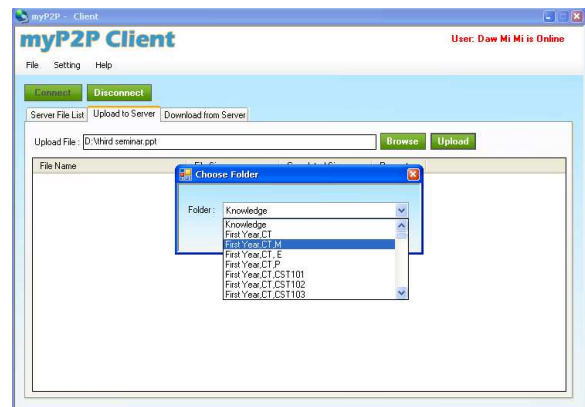 myP2P - Client
myP2P Client
User: Daw Mi Mi is Online
File Setting Help
Connect Disconnect
Server File List Upload to Server Download from Server
Upload File : D:\third seminar.ppt Browse Upload
File Name
Choose Folder
Folder : Knowledge
Knowledge
First Year,CT
First Year,CT,M
First Year,CT, E
First Year,CT,P
First Year,CT,CST101
First Year,CT,CST102
First Year,CT,CST103